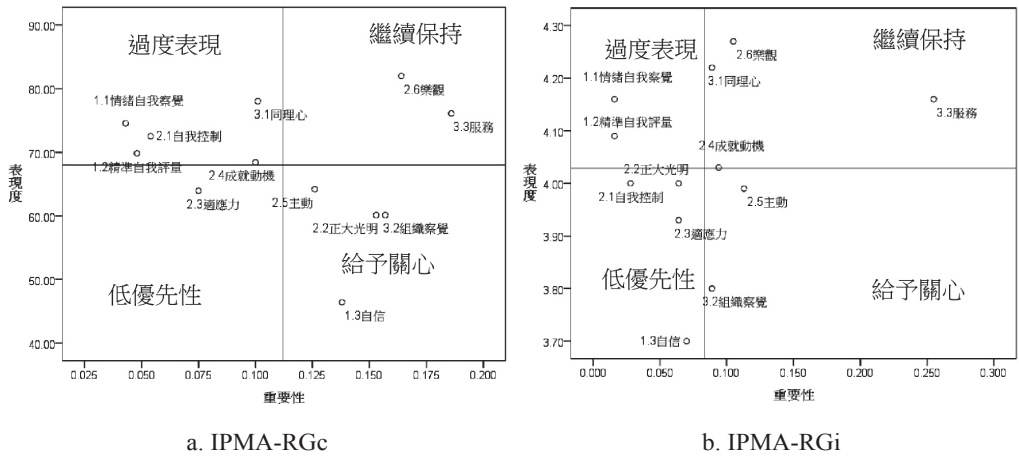 90.00
80.00
70.00
60.00
50.00
40.00
表現度
過度表現
繼續保持
2.6樂觀
1.1情緒自我察覺
3.1同理心
3.3服務
2.1自我控制
1.2精準自我評量
2.4成就動機
2.3適應力
2.5主動
2.2正大光明
3.2組織察覺
給予關心
低優先性
1.3自信
0.025
0.050
0.075
0.100
0.125
0.150
0.175
0.200
重要性
a. IPMA-RGc
4.30
4.20
4.10
4.00
3.90
3.80
3.70
表現度
過度表現
繼續保持
2.6樂觀
1.1情緒自我察覺
3.1同理心
3.3服務
1.2精準自我評量
2.4成就動機
2.2正大光明
2.1自我控制
2.5主動
2.3適應力
低優先性
給予關心
3.2組織察覺
1.3自信
0.000
0.050
0.100
0.150
0.200
0.250
0.300
重要性
b. IPMA-RGi